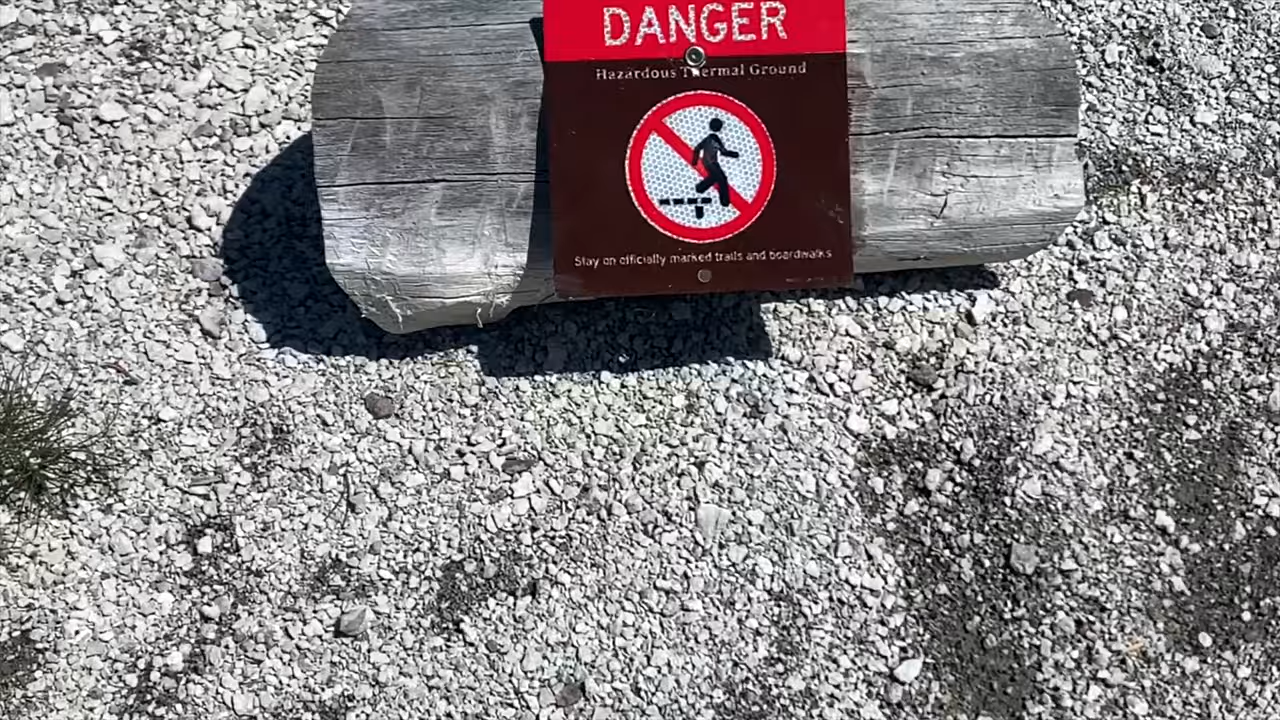 DANGER
Hazardous Thermal Ground
Stay on officially marked trails and boardwalks